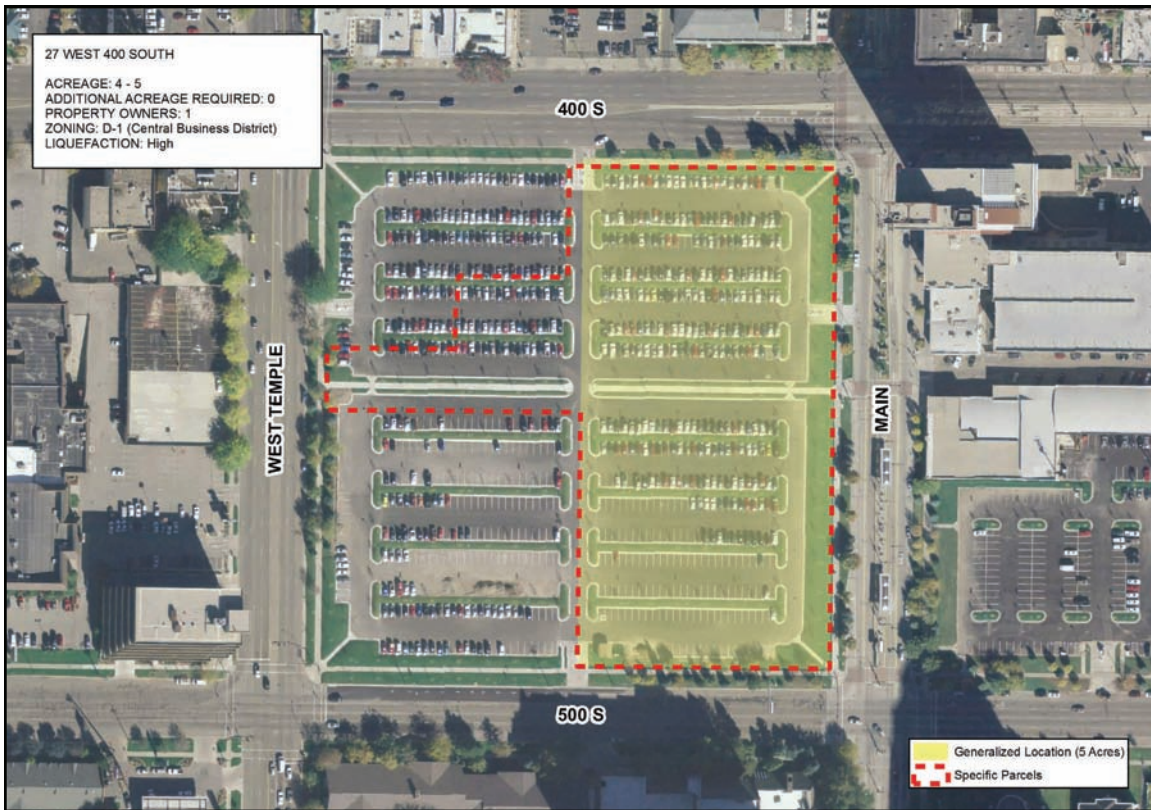 27 WEST 400 SOUTH
ACREAGE: 4 - 5
ADDITIONAL ACREAGE REQUIRED: 0
PROPERTY OWNERS: 1
ZONING: D-1 (Central Business District)
LIQUEFACTION: High
400 S
WEST TEMPLE
MAIN
500 S
Generalized Location (5 Acres)
Specific Parcels